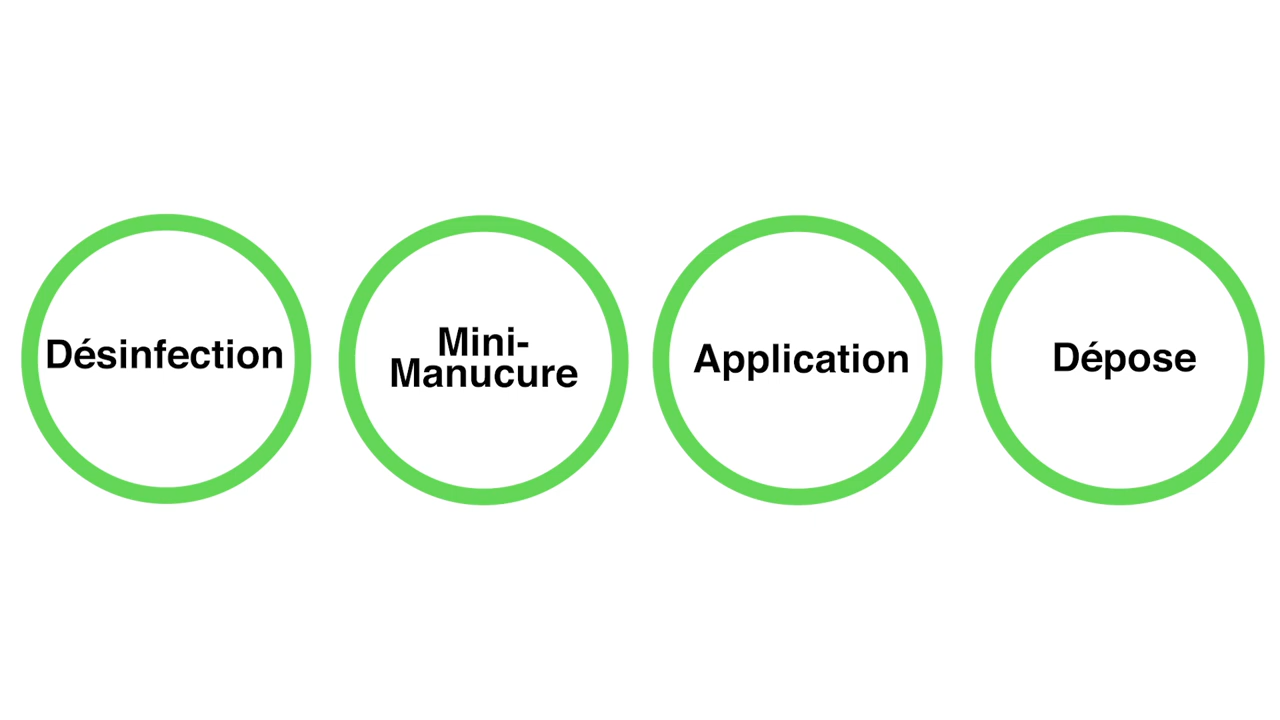 Désinfection
Mini-
Manucure
Application
Dépose